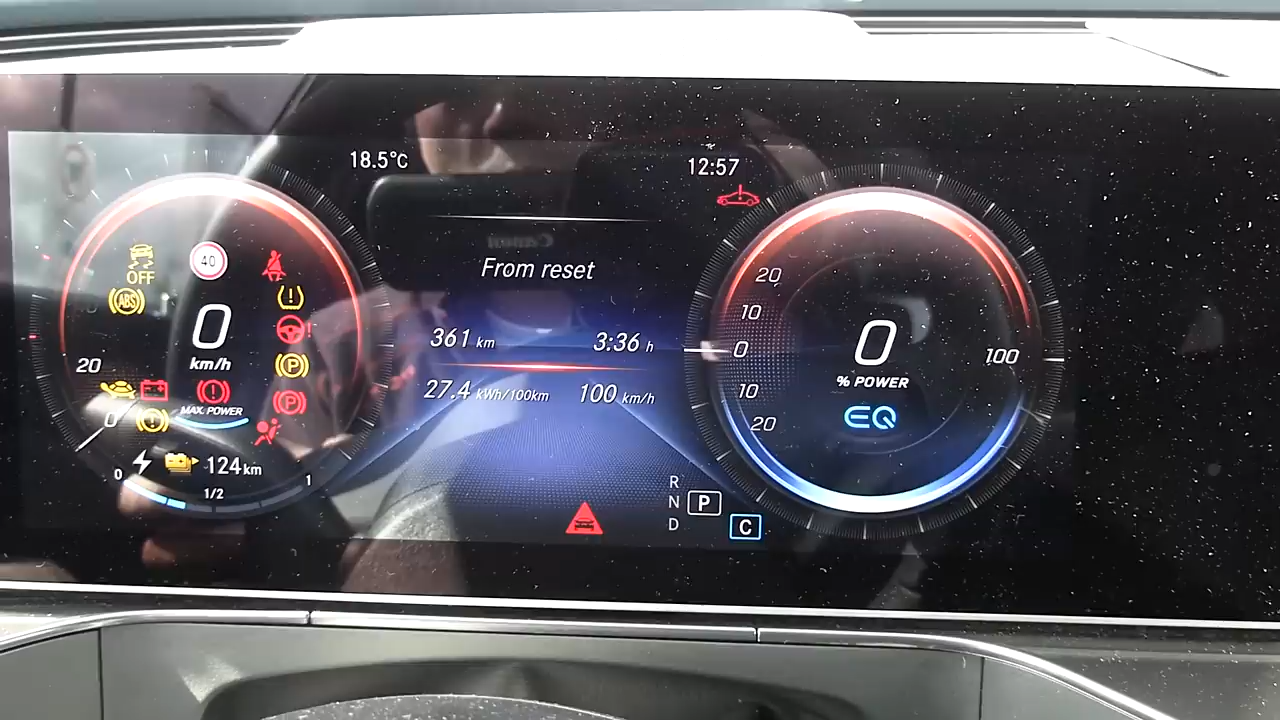 18.5°C
12:57
OFF
40
(ABS)
From reset
0
km/h
20
0
MAX. POWER
361 km
3:36 h
27.4 kWh/100km
100 km/h
124 km
0
1/2
1
R
N
P
D
C
20
10
0
10
20
100
0
% POWER
EQ
P
P